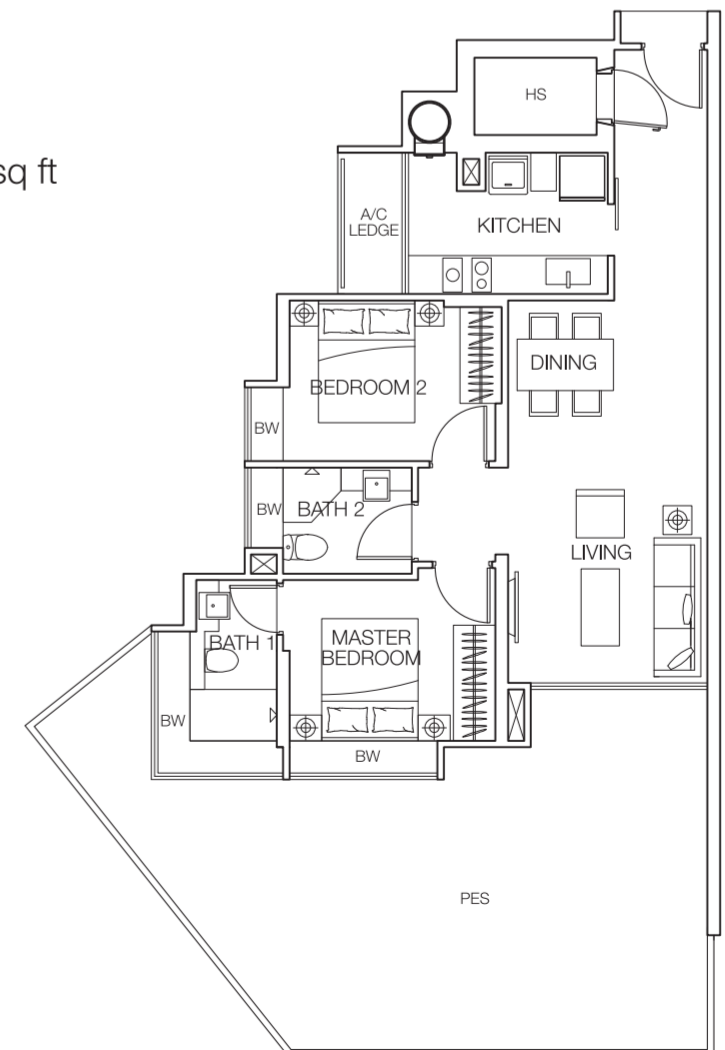 HS
sq ft
A/C
LEDGE
KITCHEN
DINING
BEDROOM 2
BW
BW
BATH 2
LIVING
BATH 1
MASTER
BEDROOM
BW
BW
PES